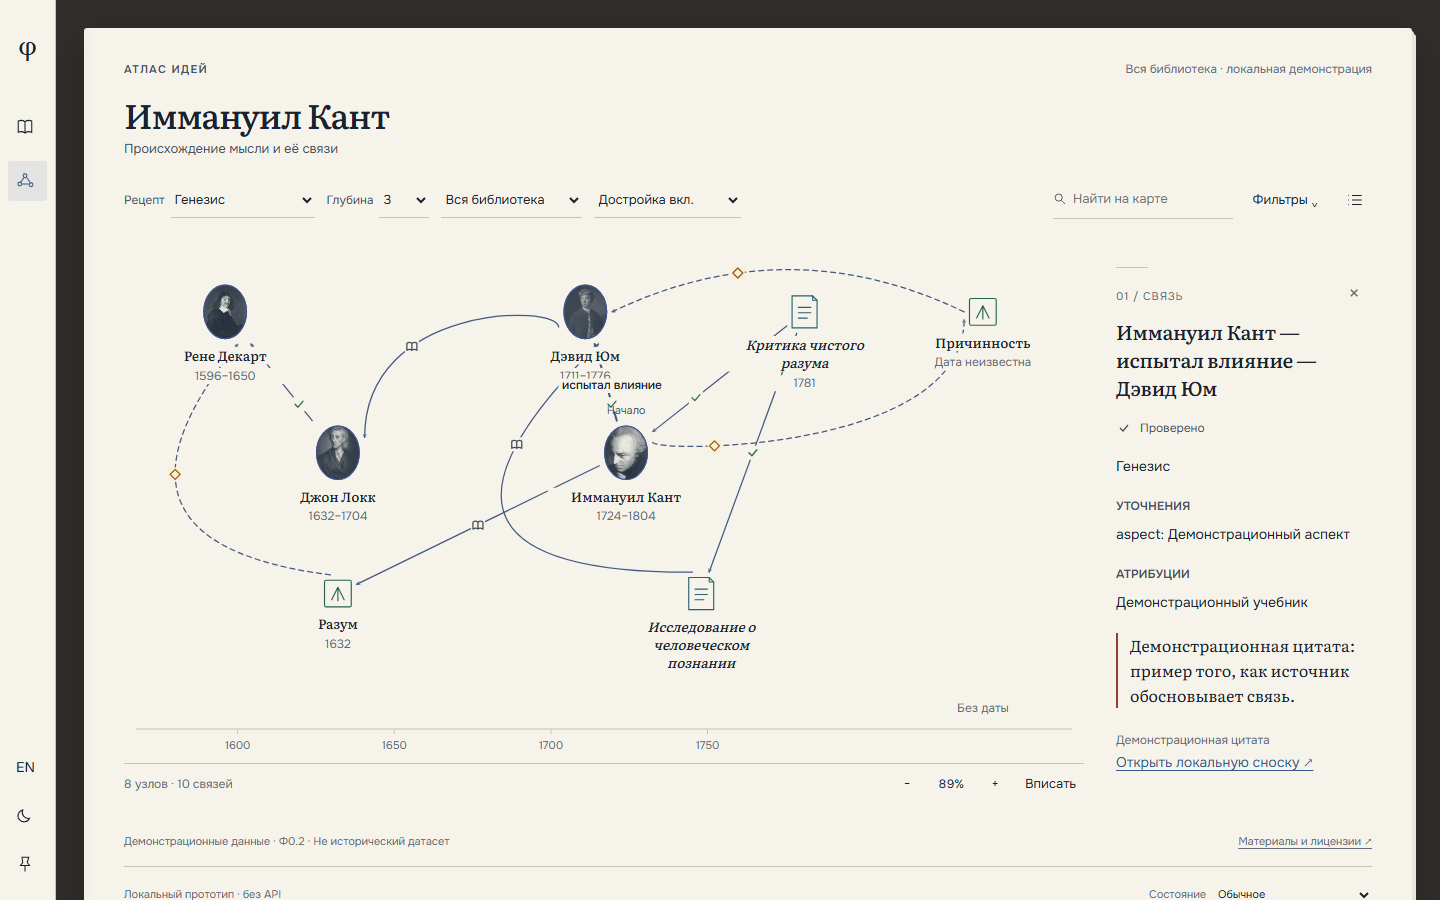 φ
АТЛАС ИДЕЙ
Вся библиотека · локальная демонстрация
Иммануил Кант
Происхождение мысли и её связи
Рецепт Генезис
Глубина 3
Вся библиотека
Достройка вкл.
Найти на карте
Фильтры
Рене Декарт
1596–1650
Дэвид Юм
1711–1776
испытал влияние
Начало
Критика чистого
разума
1781
Причинность
Дата неизвестна
Джон Локк
1632–1704
Иммануил Кант
1724–1804
Разум
1632
Исследование о
человеческом
познании
Без даты
1600
1650
1700
1750
8 узлов · 10 связей
− 89% + Вписать
01 / СВЯЗЬ
×
Иммануил Кант —
испытал влияние —
Дэвид Юм
Проверено
Генезис
УТОЧНЕНИЯ
aspect: Демонстрационный аспект
АТРИБУЦИИ
Демонстрационный учебник
Демонстрационная цитата:
пример того, как источник
обосновывает связь.
Демонстрационная цитата
Открыть локальную сноску ↗
EN
Демонстрационные данные · Ф0.2 · Не исторический датасет
Материалы и лицензии ↗
Локальный прототип · без API
Состояние Обычное